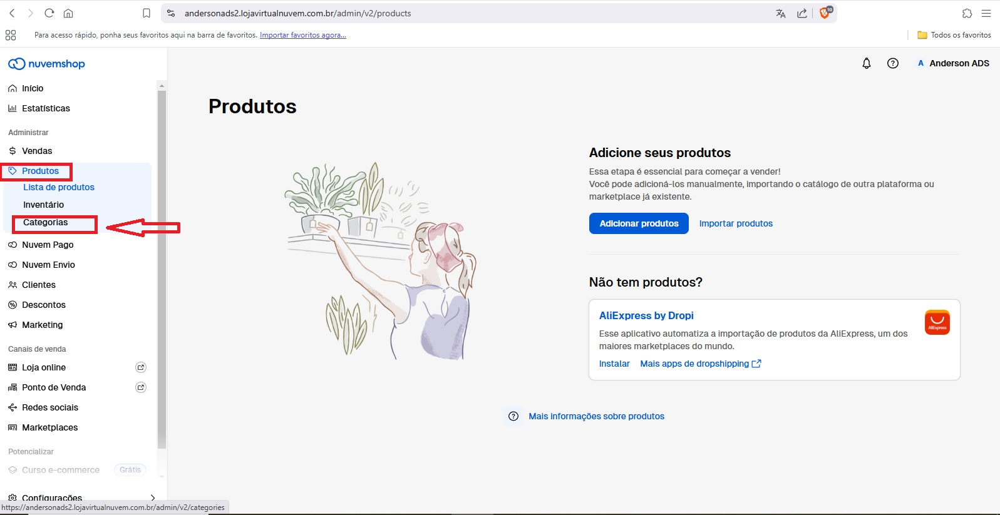 andersonads2.lojavirtualnuvem.com.br/admin/v2/products
10
Para acesso rápido, ponha seus favoritos aqui na barra de favoritos. Importar favoritos agora...
Todos os favoritos
nuvemshop
A Anderson ADS
Início
Estatísticas
Administrar
Vendas
Produtos
Lista de produtos
Inventário
Categorias
Nuvem Pago
Nuvem Envio
Clientes
Descontos
Marketing
Canais de venda
Loja online
Ponto de Venda
Redes sociais
Marketplaces
Potencializar
Curso e-commerce Grátis
Configurações
https://andersonads2.lojavirtualnuvem.com.br/admin/v2/categories
Produtos
Adicione seus produtos
Essa etapa é essencial para começar a vender!
Você pode adicioná-los manualmente, importando o catálogo de outra plataforma ou
marketplace já existente.
Adicionar produtos Importar produtos
Não tem produtos?
AliExpress by Dropi
AliExpress
Esse aplicativo automatiza a importação de produtos da AliExpress, um dos
maiores marketplaces do mundo.
Instalar Mais apps de dropshipping
Mais informações sobre produtos